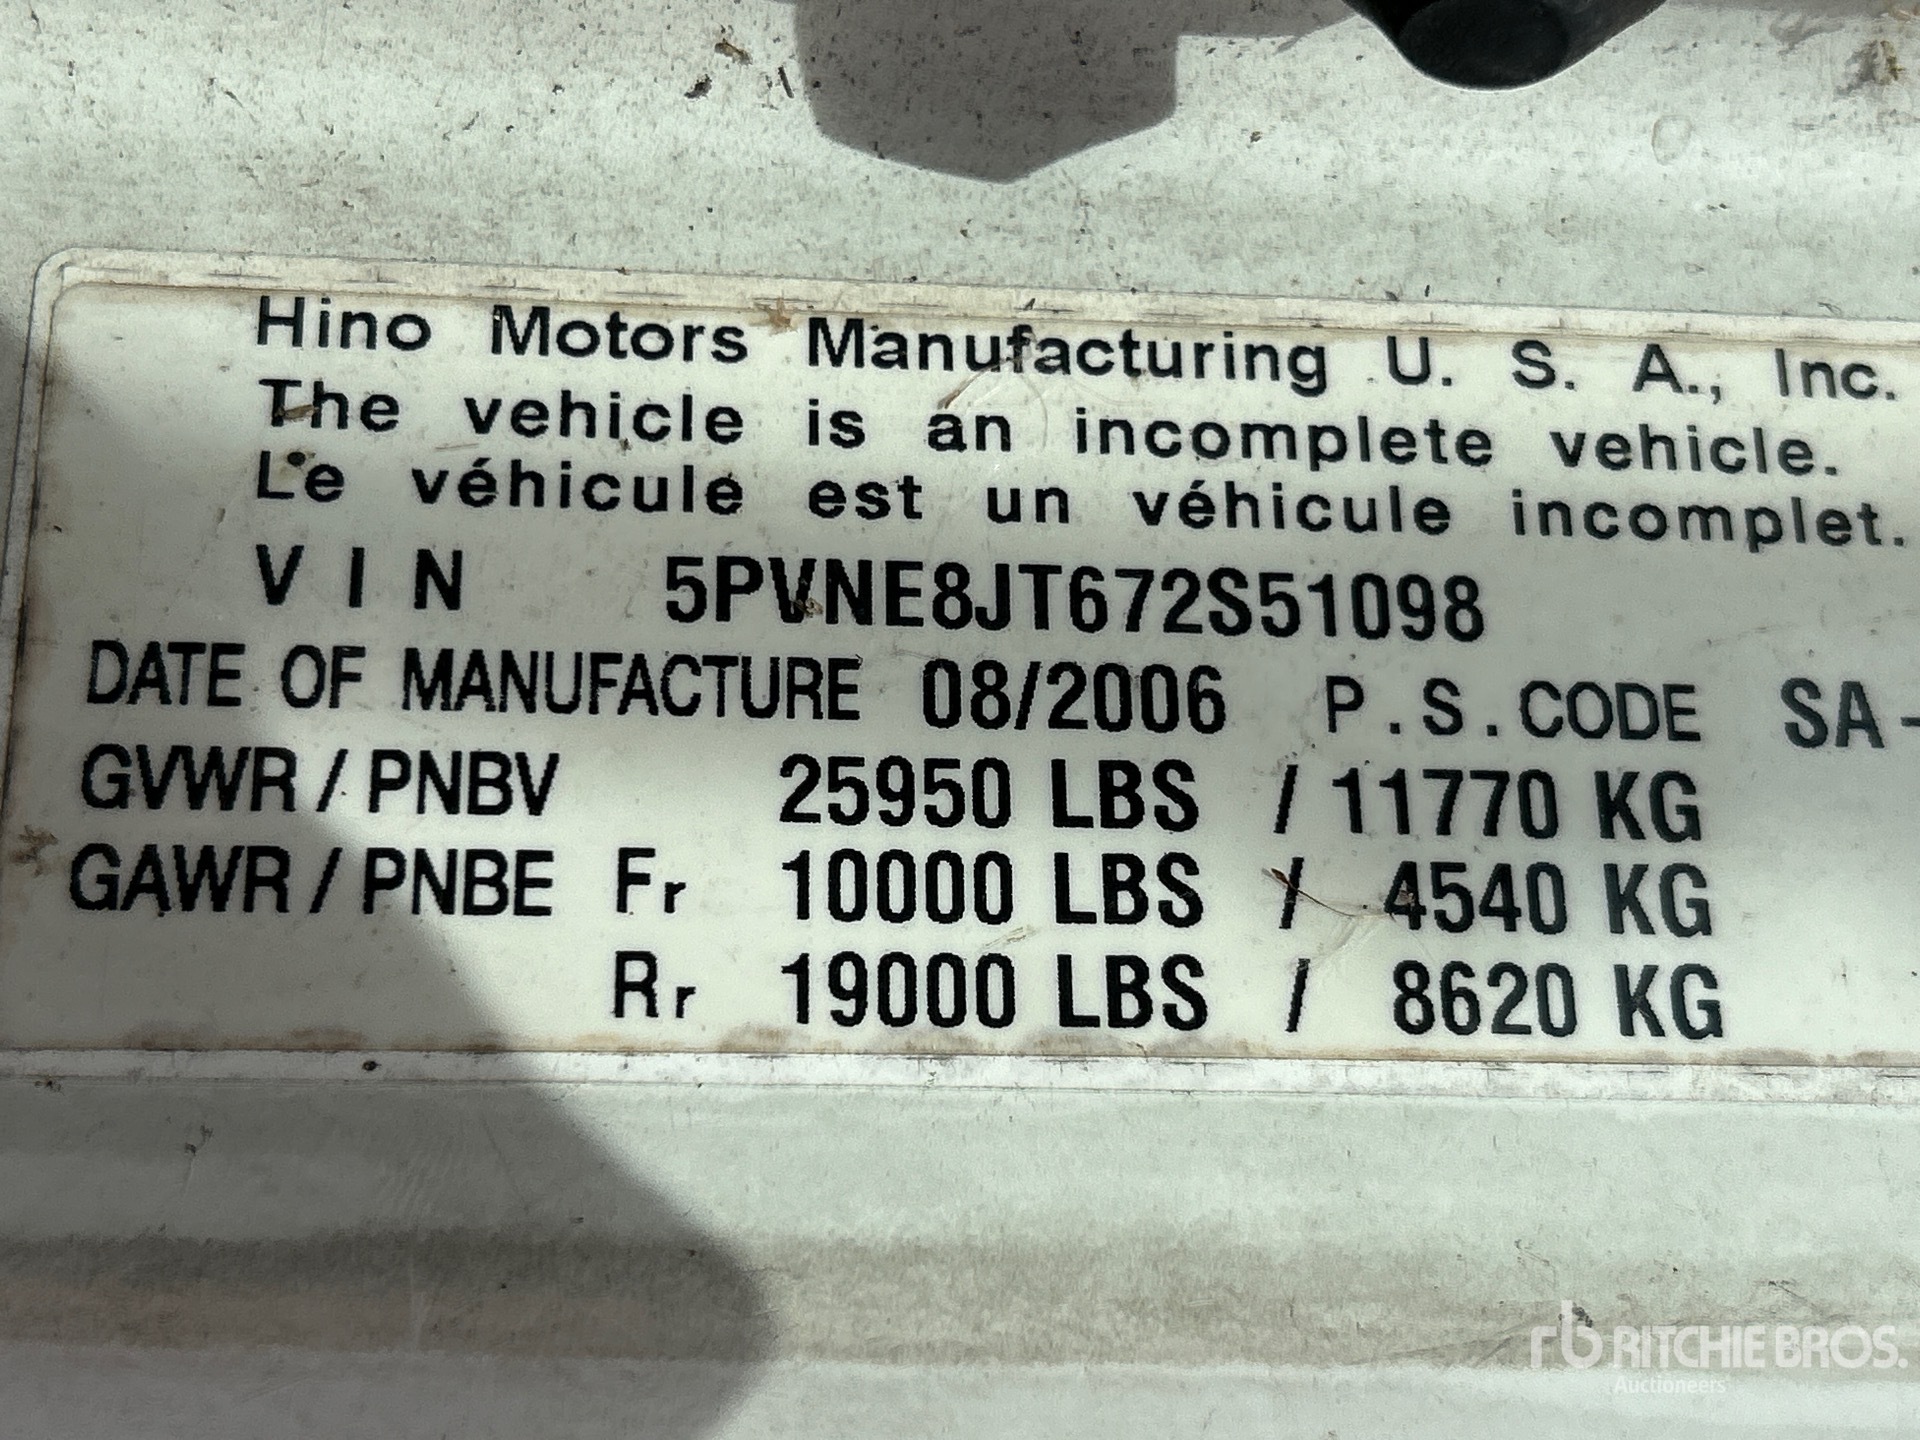 Hino Motors Manufacturing U. S. A., Inc.
The vehicle is an incomplete vehicle.
Le véhicule est un véhicule incomplet.
VIN 5PVNE8JT672S51098
DATE OF MANUFACTURE 08/2006 P.S.CODE SA-
GVWR/PNBV 25950 LBS / 11770 KG
GAWR/PNBE Fr 10000 LBS / 4540 KG
Rr 19000 LBS / 8620 KG
rb RITCHIE BROS.
Auctioneers